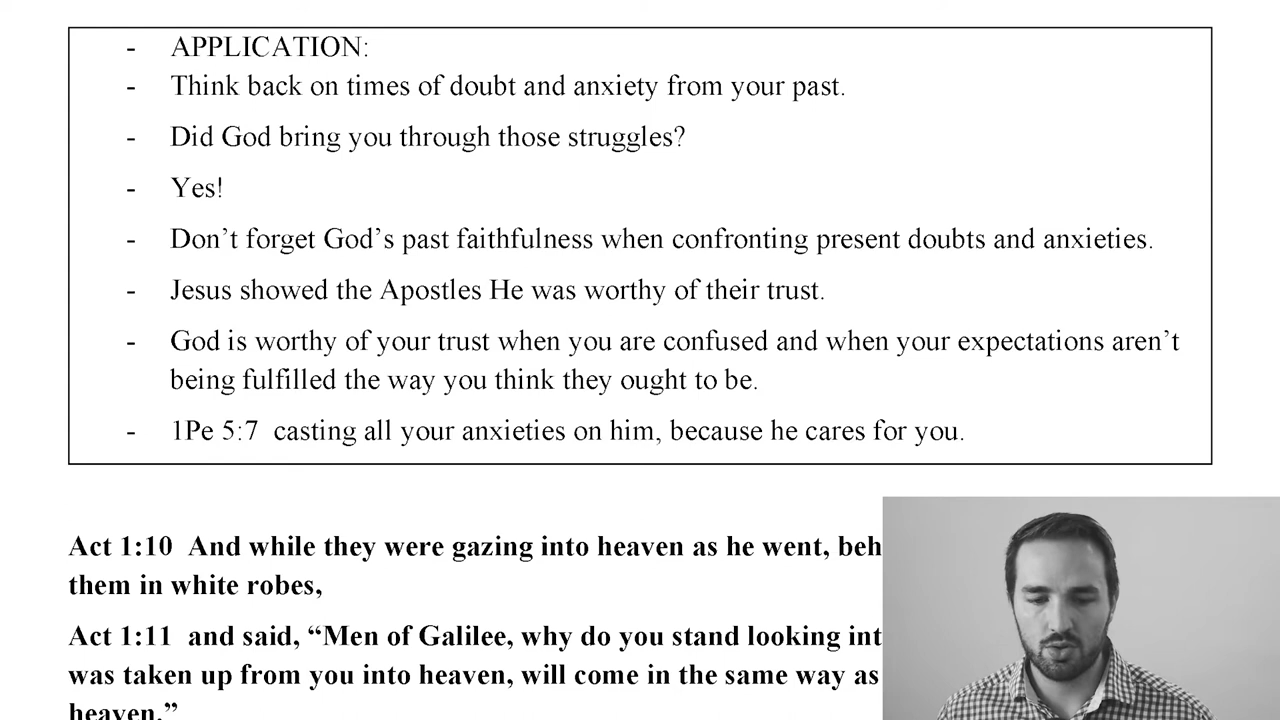 - APPLICATION:
- Think back on times of doubt and anxiety from your past.
- Did God bring you through those struggles?
- Yes!
- Don’t forget God’s past faithfulness when confronting present doubts and anxieties.
- Jesus showed the Apostles He was worthy of their trust.
- God is worthy of your trust when you are confused and when your expectations aren’t
being fulfilled the way you think they ought to be.
- 1Pe 5:7 casting all your anxieties on him, because he cares for you.
Act 1:10 And while they were gazing into heaven as he went, beh
them in white robes,
Act 1:11 and said, “Men of Galilee, why do you stand looking int
was taken up from you into heaven, will come in the same way as
heaven.”